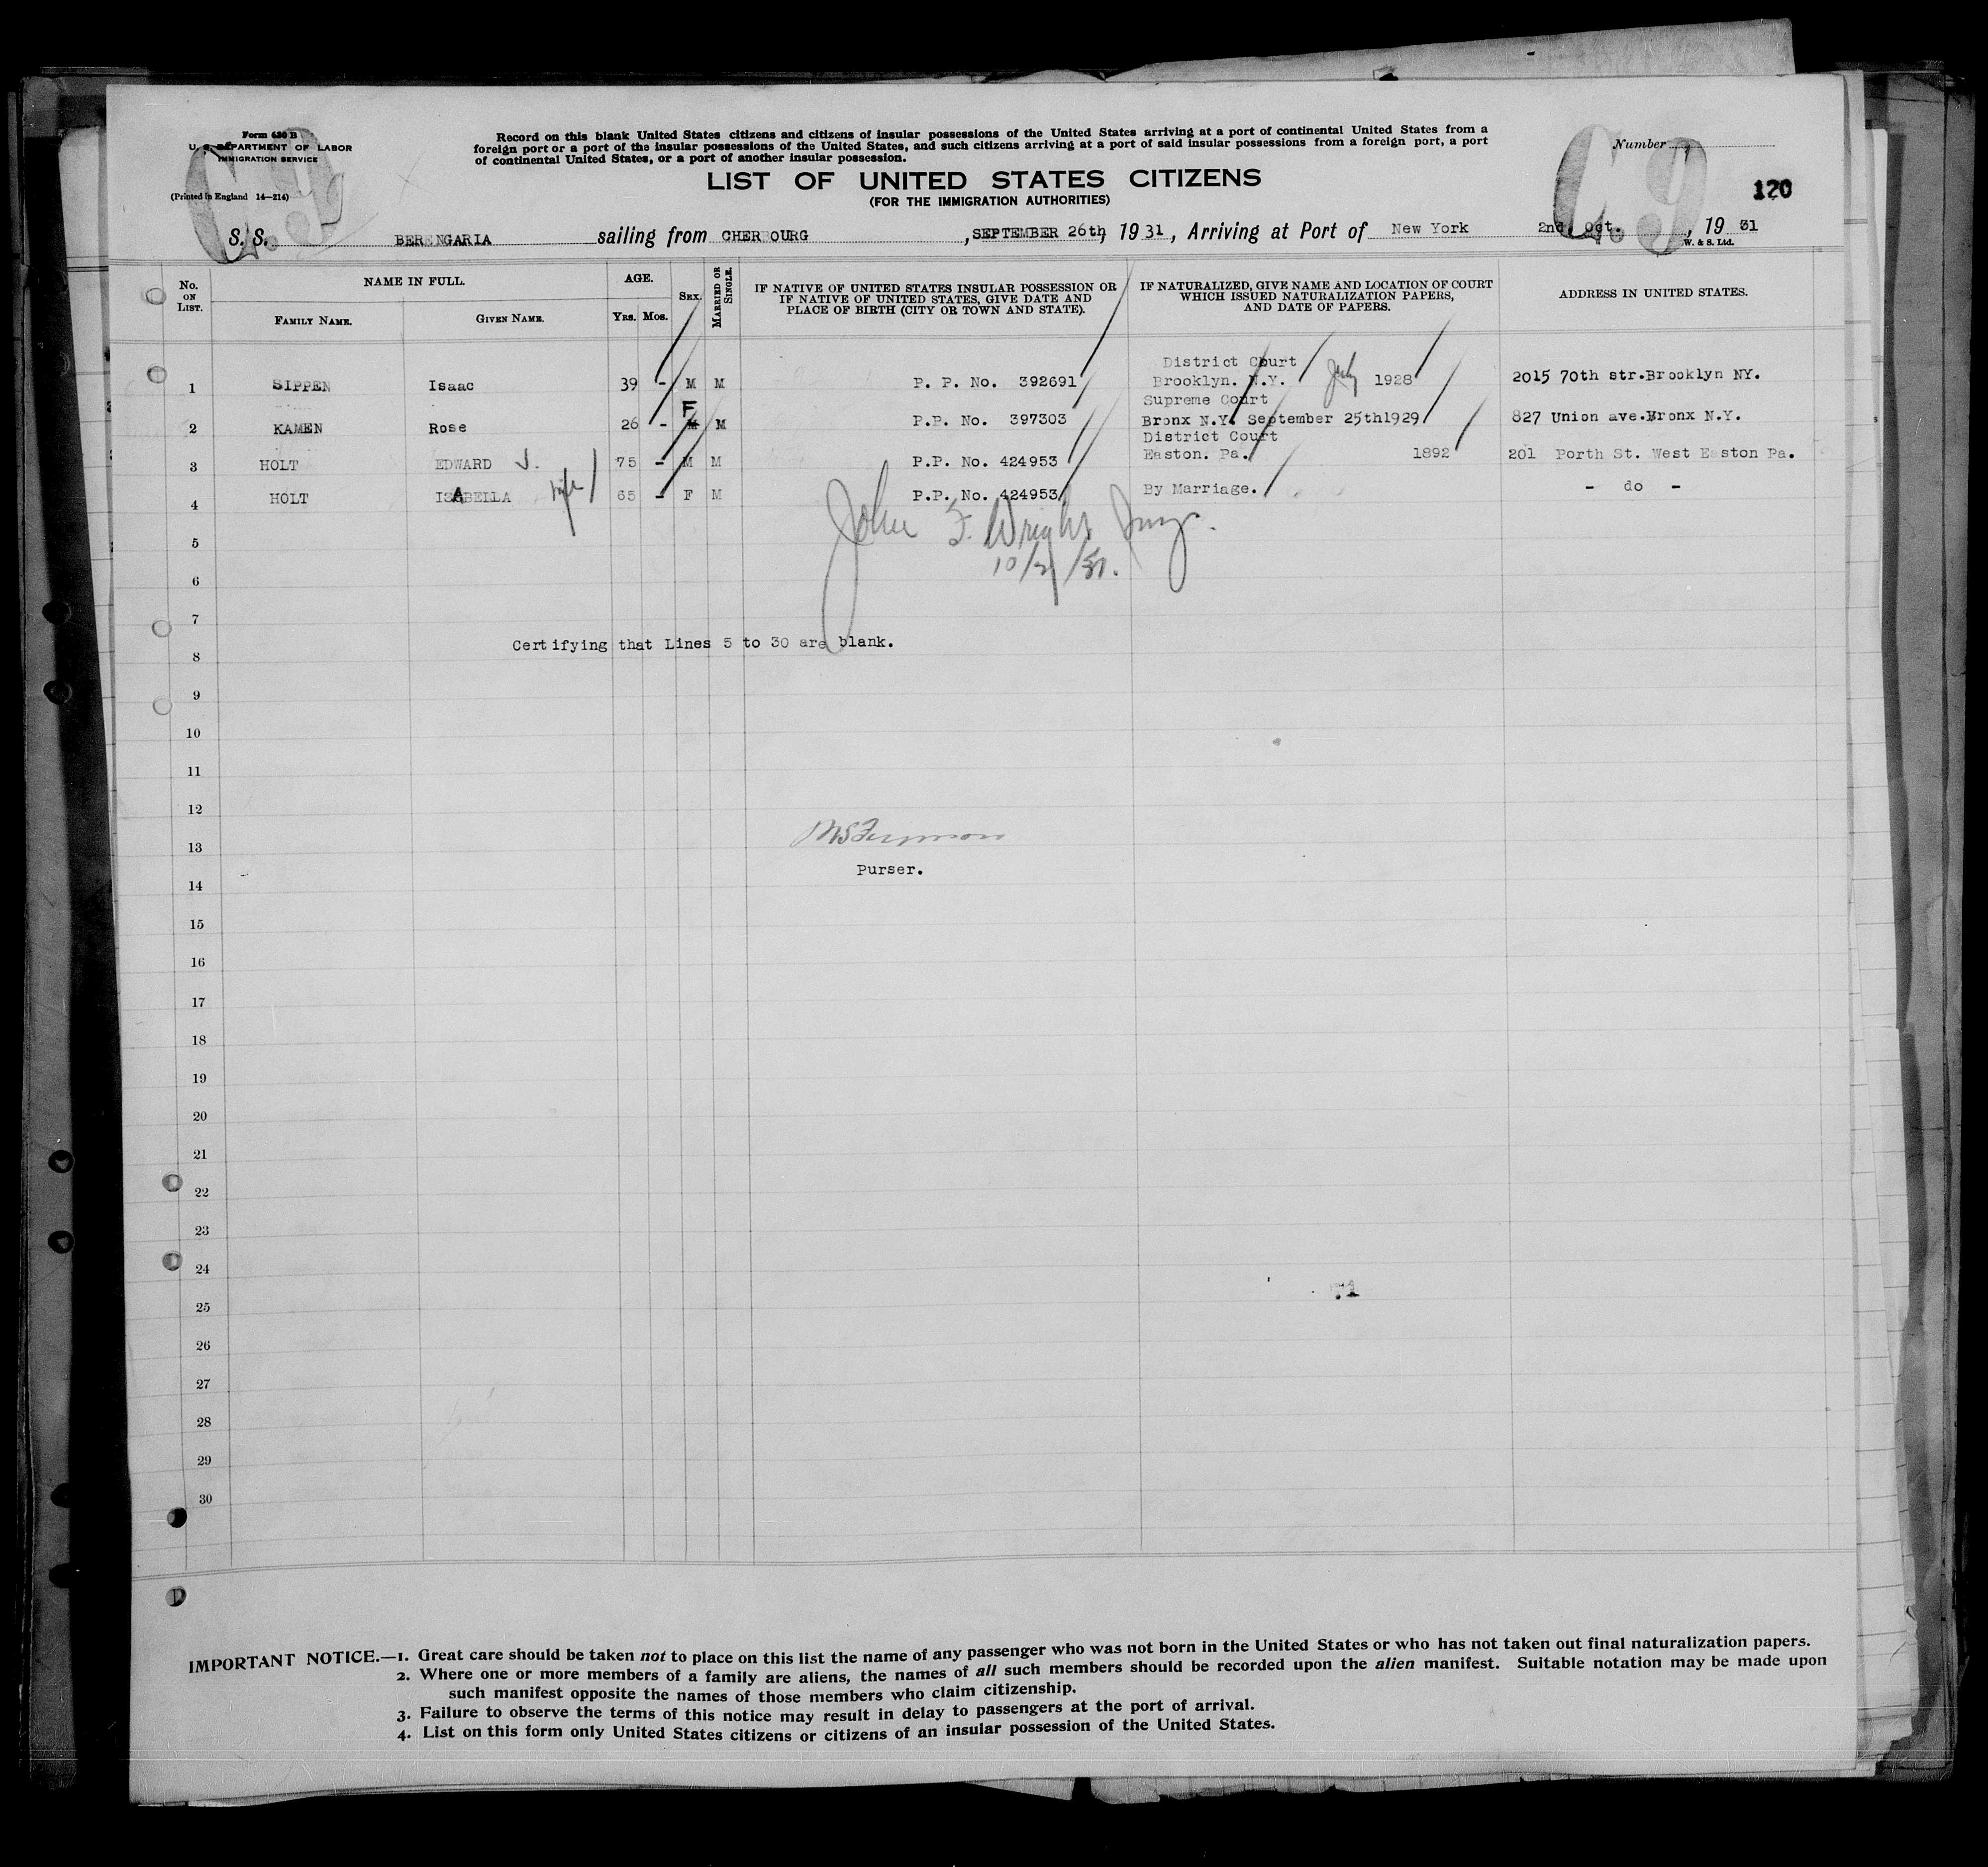 Form 630 B
U. S. DEPARTMENT OF LABOR
IMMIGRATION SERVICE
(Printed in England 14—214)
C.9
Record on this blank United States citizens and citizens of insular possessions of the United States arriving at a port of continental United States from a
foreign port or a port of the insular possessions of the United States, and such citizens arriving at a port of said insular possessions from a foreign port, a port
of continental United States, or a port of another insular possession.
LIST OF UNITED STATES CITIZENS
(FOR THE IMMIGRATION AUTHORITIES)
Number
C.9
120
S. S. BERENGARIA sailing from CHERBOURG , SEPTEMBER 26th, 1931, Arriving at Port of New York 2nd Oct. , 19 31
W. & S. Ltd.
No. ON LIST. NAME IN FULL. AGE. SEX. MARRIED OR SINGLE. IF NATIVE OF UNITED STATES INSULAR POSSESSION OR IF NATIVE OF UNITED STATES, GIVE DATE AND PLACE OF BIRTH (CITY OR TOWN AND STATE). IF NATURALIZED, GIVE NAME AND LOCATION OF COURT WHICH ISSUED NATURALIZATION PAPERS, AND DATE OF PAPERS. ADDRESS IN UNITED STATES.
FAMILY NAME. GIVEN NAME. YRS. MOS.
District Court
1 SIPPEN Isaac 39 - M M P. P. No. 392691 Brooklyn. N.Y. July 1928 2015 70th str.Brooklyn NY.
Supreme Court
2 KAMEN Rose 26 - F M P.P. No. 397303 Bronx N.Y. September 25th1929 827 Union ave.Bronx N.Y.
District Court
3 HOLT EDWARD J. 75 - M M P.P. No. 424953 Easton. Pa. 1892 201 Porth St. West Easton Pa.
4 HOLT ISABELLA wife 65 - F M P.P. No. 424953 By Marriage. - do -
5 John F. Wright Insp.
6 10/2/31.
7
Certifying that Lines 5 to 30 are blank.
8
9
10
11
12
13
Purser.
14
15
16
17
18
19
20
21
22
23
24
25
26
27
28
29
30
IMPORTANT NOTICE.—1. Great care should be taken not to place on this list the name of any passenger who was not born in the United States or who has not taken out final naturalization papers.
2. Where one or more members of a family are aliens, the names of all such members should be recorded upon the alien manifest. Suitable notation may be made upon
such manifest opposite the names of those members who claim citizenship.
3. Failure to observe the terms of this notice may result in delay to passengers at the port of arrival.
4. List on this form only United States citizens or citizens of an insular possession of the United States.